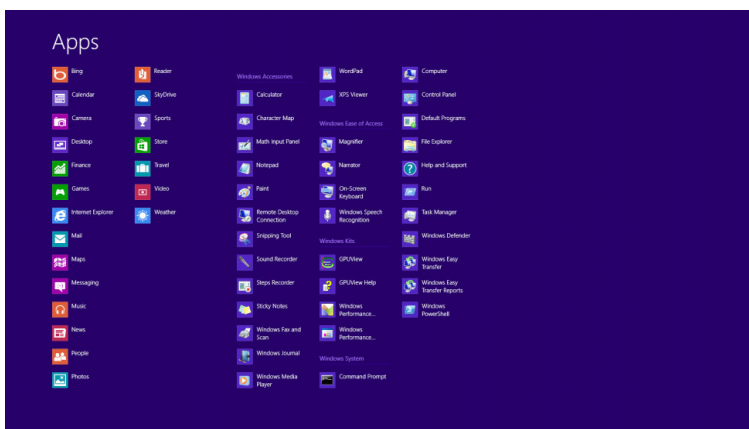 Apps
Bing
Calendar
Camera
Desktop
Finance
Games
Internet Explorer
Mail
Maps
Messaging
Music
News
People
Photos
Reader
SkyDrive
Sports
Store
Travel
Video
Weather
Windows Accessories
Calculator
Character Map
Math Input Panel
Notepad
Paint
Remote Desktop
Connection
Snipping Tool
Sound Recorder
Steps Recorder
Sticky Notes
Windows Fax and
Scan
Windows Journal
Windows Media
Player
WordPad
XPS Viewer
Windows Ease of Access
Magnifier
Narrator
On-Screen
Keyboard
Windows Speech
Recognition
Windows Kits
GPUView
GPUView Help
Windows
Performance...
Windows
Performance...
Windows System
Command Prompt
Computer
Control Panel
Default Programs
File Explorer
Help and Support
Run
Task Manager
Windows Defender
Windows Easy
Transfer
Windows Easy
Transfer Reports
Windows
PowerShell